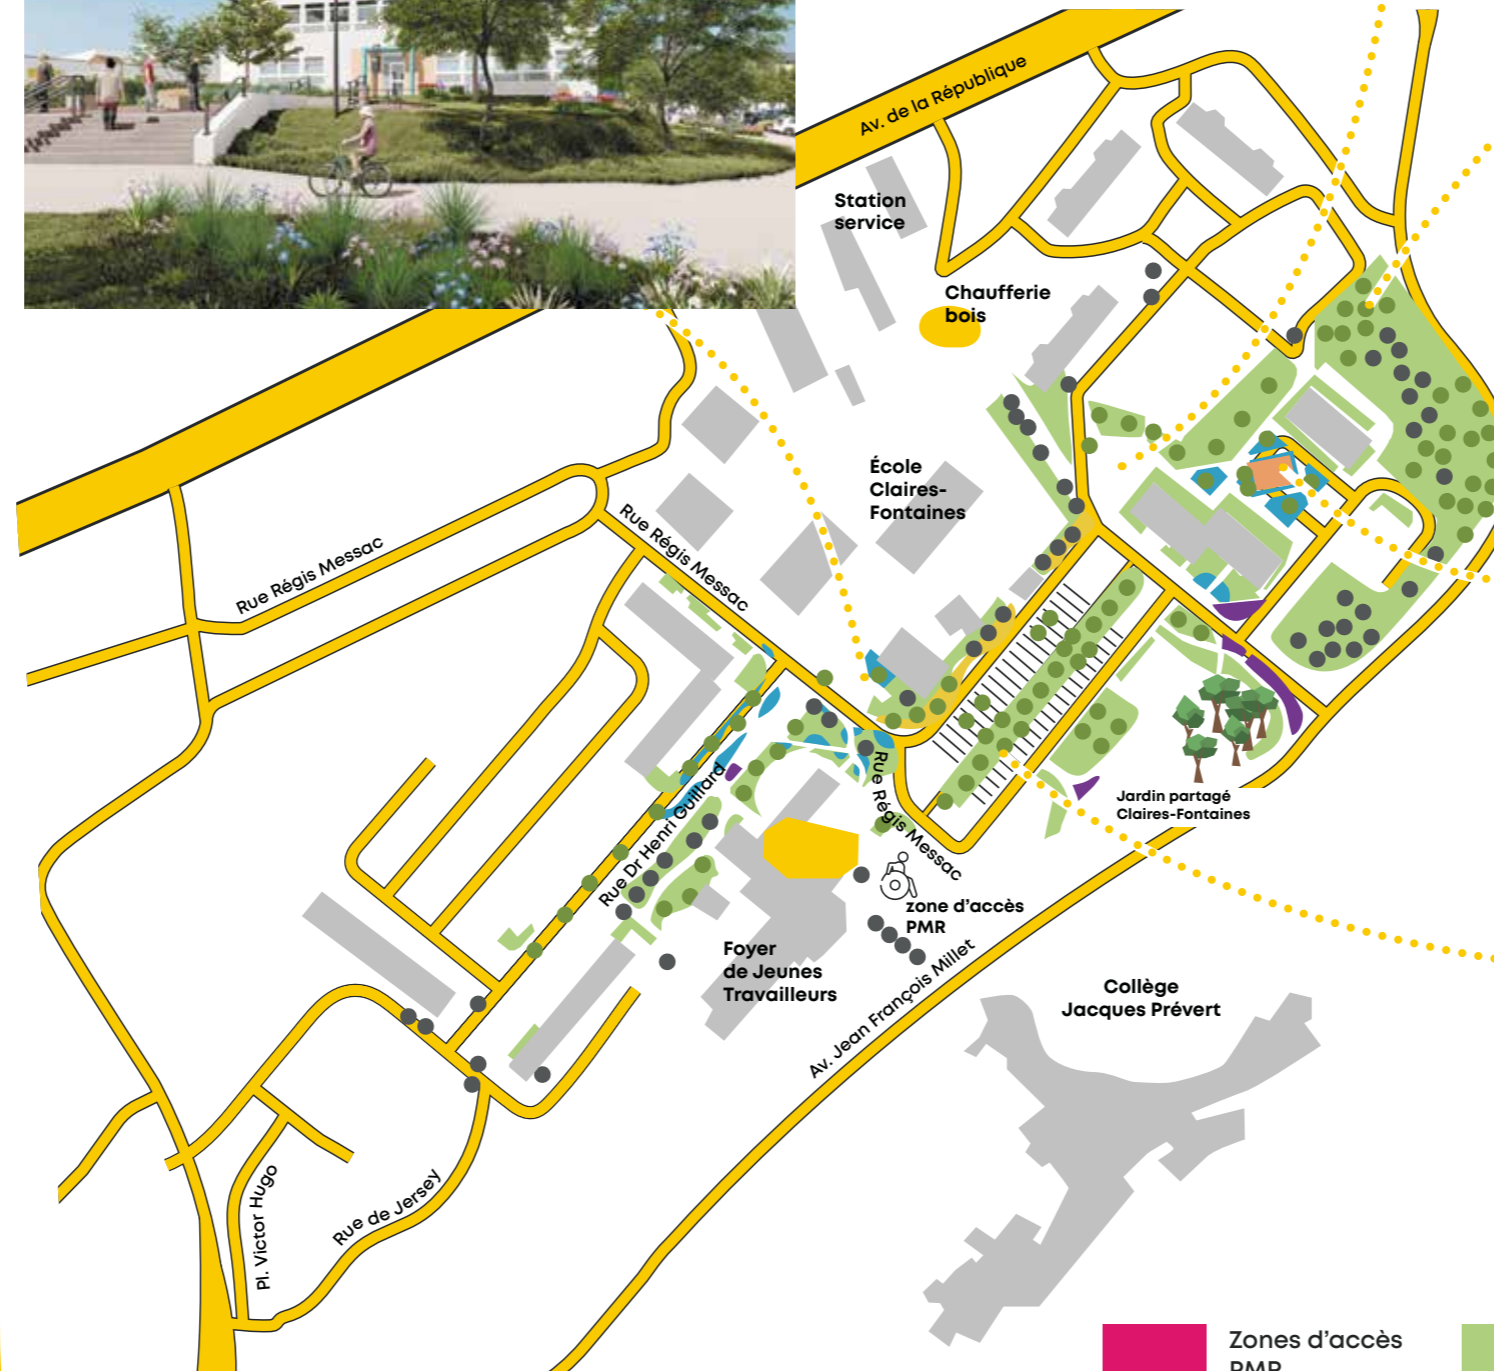 Av. de la République
Station
service
Chaufferie
bois
École
Claires-
Fontaines
Rue Régis Messac
Rue Régis Messac
Rue Régis Messac
Rue Dr Henri Guillard
Jardin partagé
Claires-Fontaines
zone d'accès
PMR
Foyer
de Jeunes
Travailleurs
Av. Jean François Millet
Collège
Jacques Prévert
Pl. Victor Hugo
Rue de Jersey
Zones d'accès
PMR